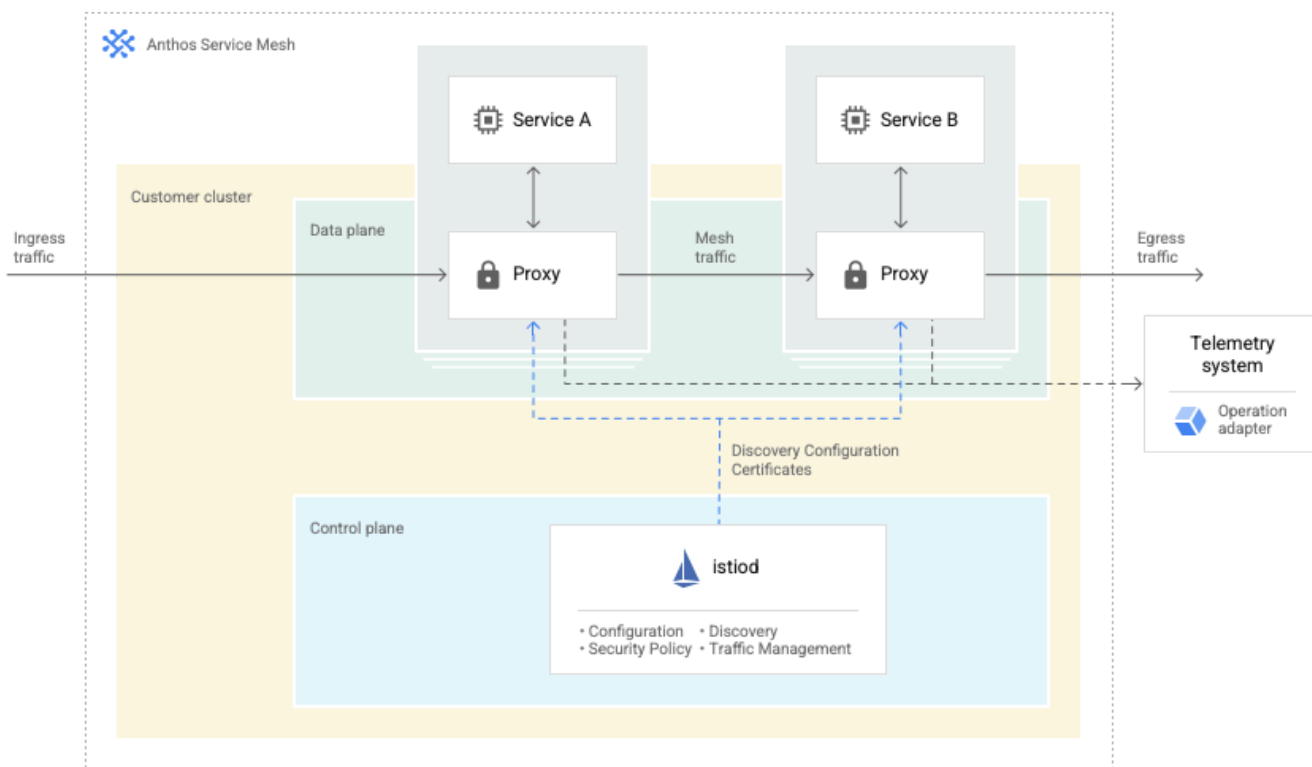 Anthos Service Mesh
Service A
Service B
Customer cluster
Data plane
Ingress
traffic
Mesh
traffic
Egress
traffic
Proxy
Proxy
Telemetry
system
Operation
adapter
Discovery Configuration
Certificates
Control plane
istiod
• Configuration • Discovery
• Security Policy • Traffic Management